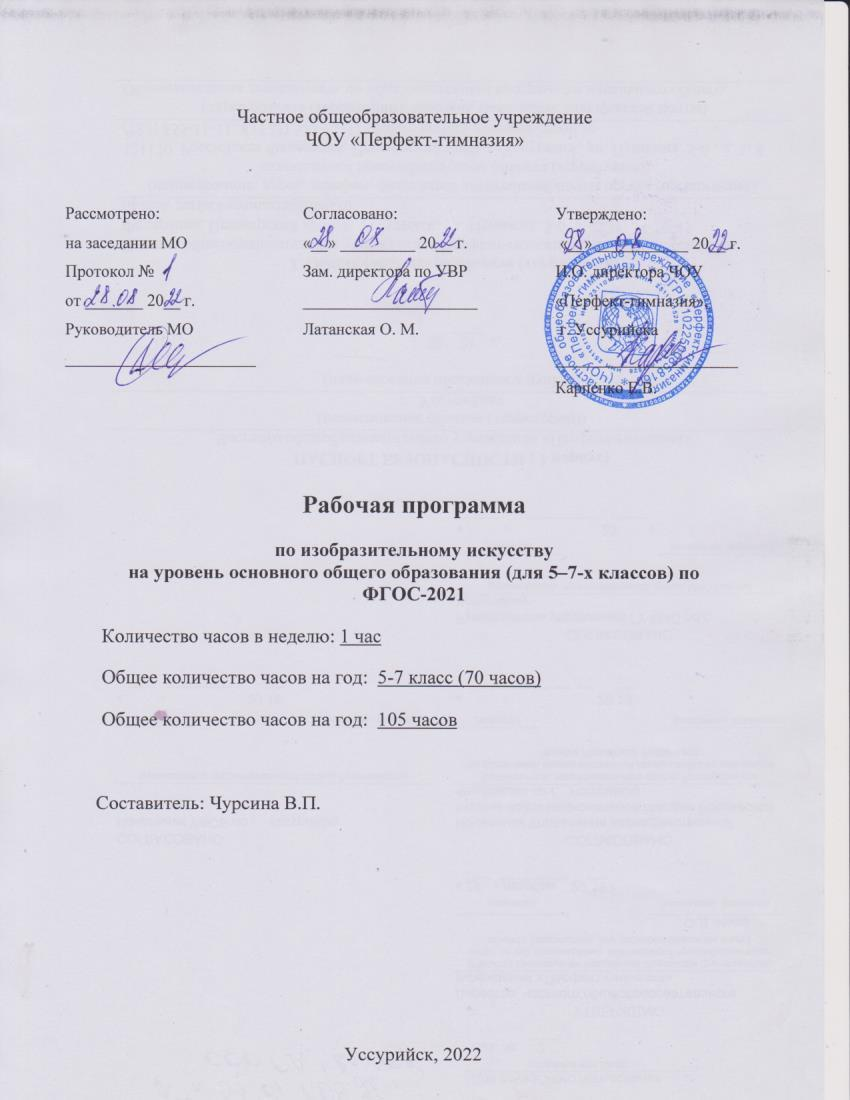 Частное общеобразовательное учреждение
ЧОУ «Перфект-гимназия»
Рассмотрено:
на заседании МО
Протокол № 1
от 28.08 2022 г.
Руководитель МО
Согласовано:
«28» 08 2022 г.
Зам. директора по УВР
Латанская О. М.
Утверждено:
«28» 08 2022 г.
И.О. директора ЧОУ
«Перфект-гимназия»
г. Уссурийска
Карпенко Е.В.
Рабочая программа
по изобразительному искусству
на уровень основного общего образования (для 5–7-х классов) по
ФГОС-2021
Количество часов в неделю: 1 час
Общее количество часов на год: 5-7 класс (70 часов)
Общее количество часов на год: 105 часов
Составитель: Чурсина В.П.
Уссурийск, 2022